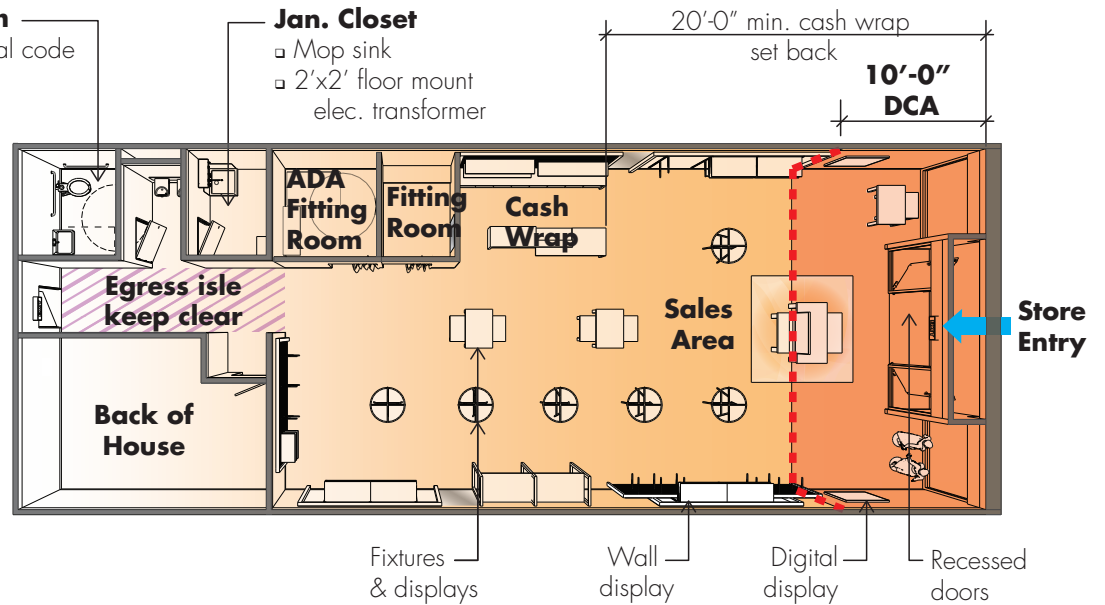 al code
Jan. Closet
Mop sink
2'x2' floor mount
elec. transformer
20'-0" min. cash wrap
set back
10'-0"
DCA
ADA
Fitting
Room
Fitting
Room
Cash
Wrap
Egress isle
keep clear
Sales
Area
Store
Entry
Back of
House
Fixtures
& displays
Wall
display
Digital
display
Recessed
doors